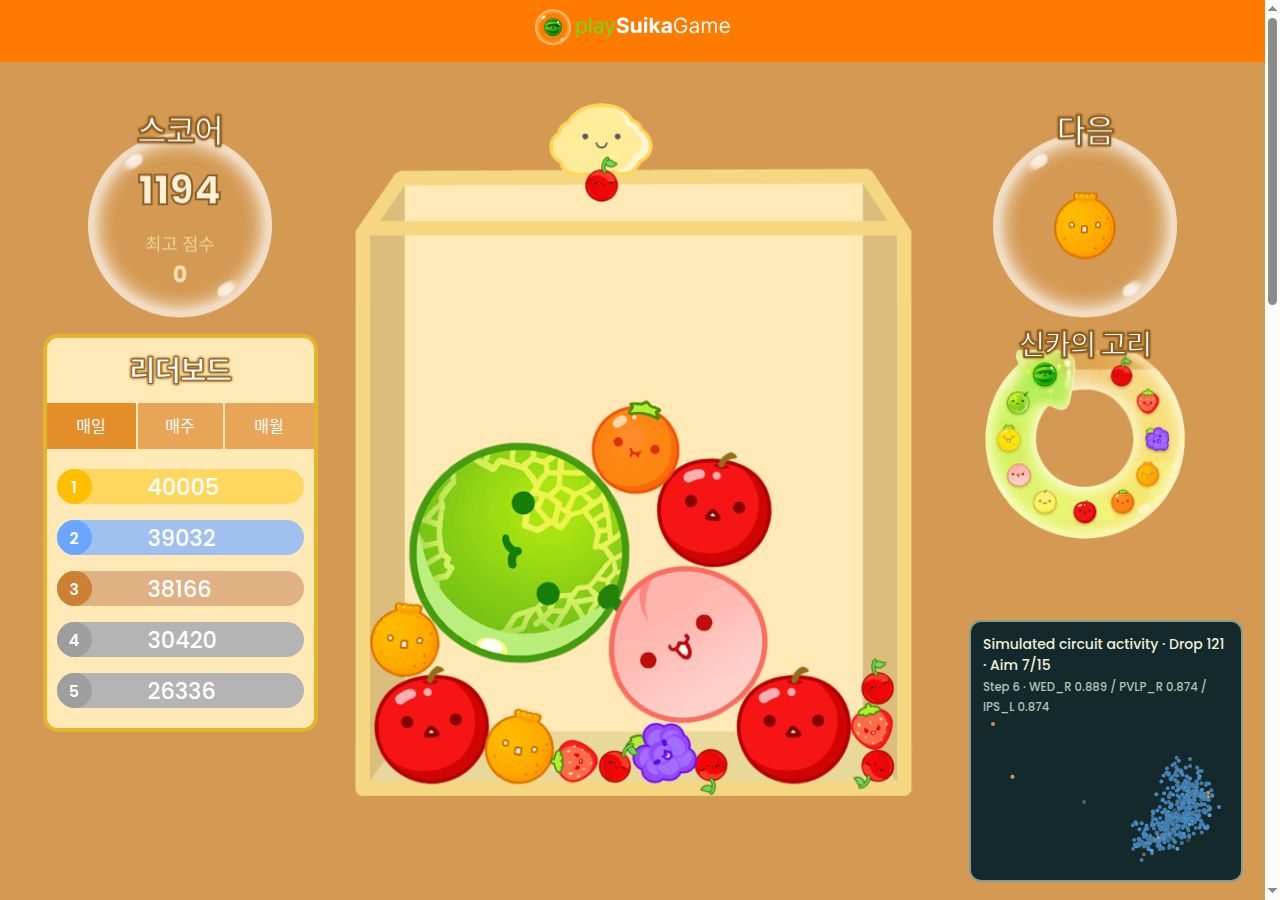 playSuikaGame
스코어
1194
최고 점수
0
다음
신카의 고리
리더보드
매일
매주
매월
1
40005
2
39032
3
38166
4
30420
5
26336
Simulated circuit activity · Drop 121
· Aim 7/15
Step 6 · WED_R 0.889 / PVLP_R 0.874 /
IPS_L 0.874